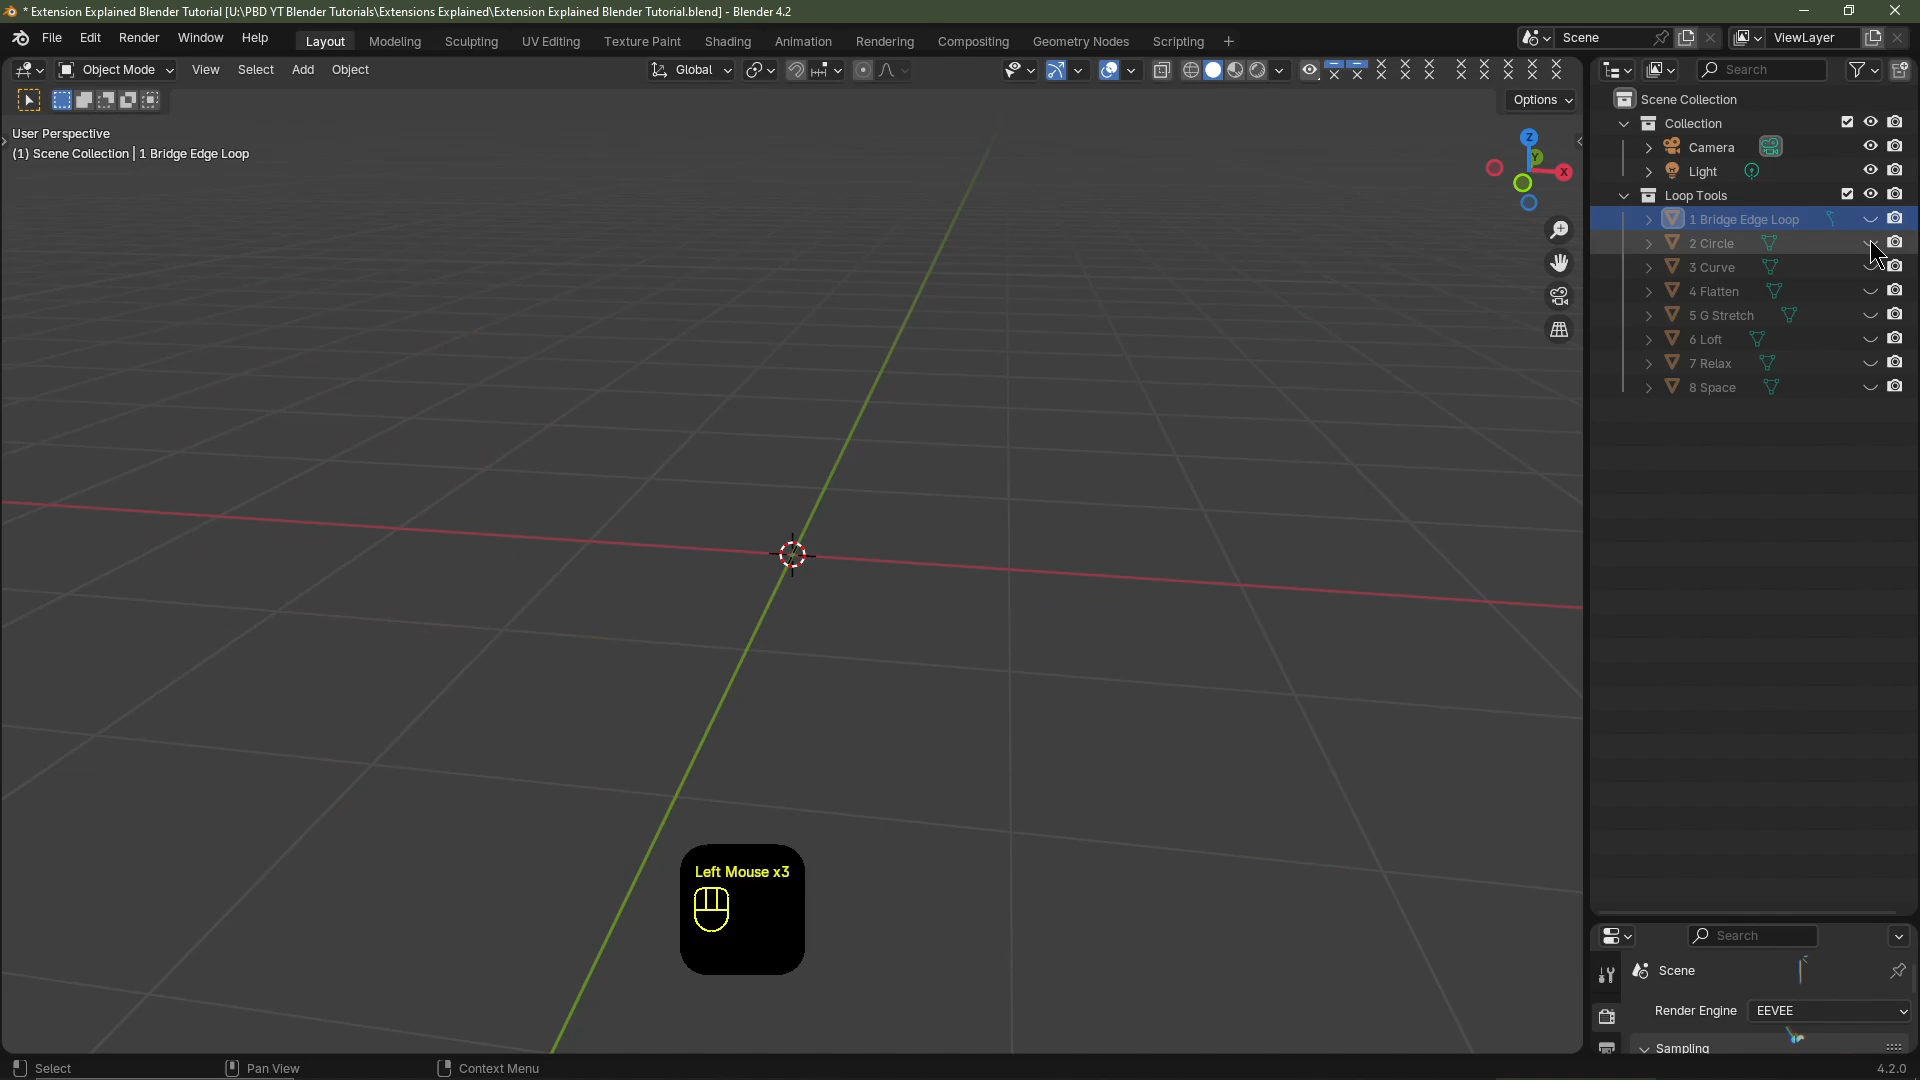 * Extension Explained Blender Tutorial [U:\PBD YT Blender Tutorials\Extensions Explained\Extension Explained Blender Tutorial.blend] - Blender 4.2
File Edit Render Window Help Layout Modeling Sculpting UV Editing Texture Paint Shading Animation Rendering Compositing Geometry Nodes Scripting + Scene ViewLayer
Object Mode View Select Add Object Global Search
Options
User Perspective
(1) Scene Collection | 1 Bridge Edge Loop
Z
Y
X
Scene Collection
Collection
Camera
Light
Loop Tools
1 Bridge Edge Loop
2 Circle
3 Curve
4 Flatten
5 G Stretch
6 Loft
7 Relax
8 Space
Left Mouse x3
Search
Scene
Render Engine EEVEE
Sampling
Select Pan View Context Menu 4.2.0